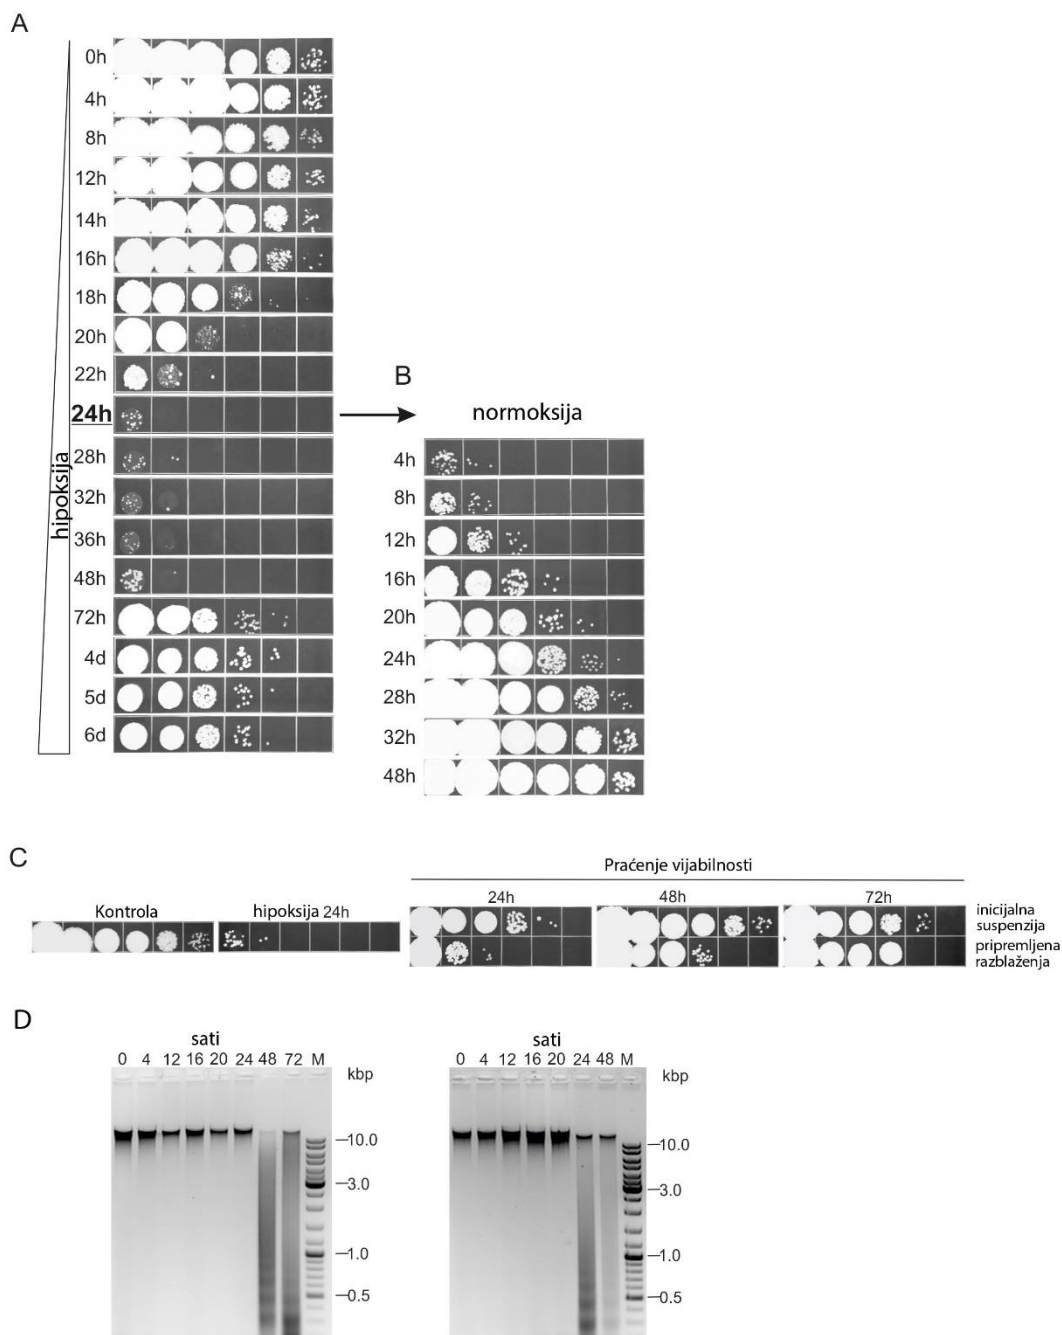 A
0h
4h
8h
12h
14h
16h
18h
20h
22h
24h
28h
32h
36h
48h
72h
4d
5d
6d
hipoksija
B
normoksija
4h
8h
12h
16h
20h
24h
28h
32h
48h
C
Praćenje vijabilnosti
Kontrola
hipoksija 24h
24h
48h
72h
inicijalna
suspenzija
pripremljena
razblaženja
D
sati
0 4 12 16 20 24 48 72 M
kbp
10.0
3.0
1.0
0.5
sati
0 4 12 16 20 24 48 M
kbp
10.0
3.0
1.0
0.5